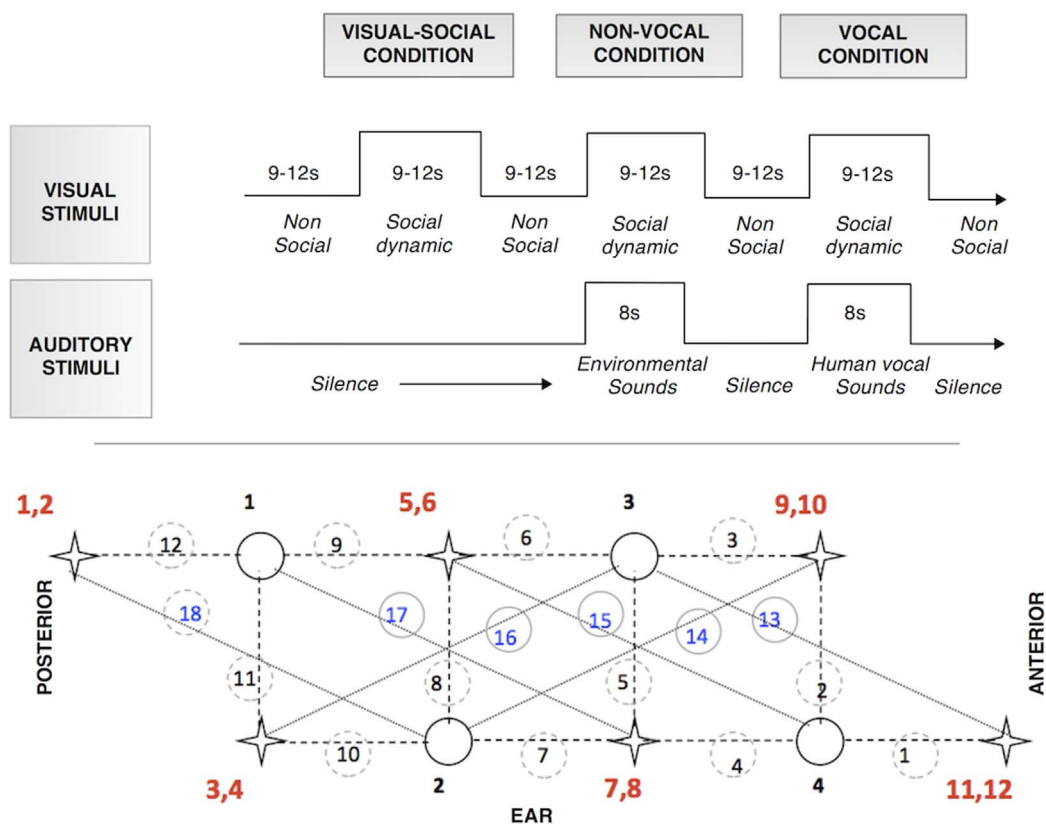 VISUAL-SOCIAL
CONDITION
NON-VOCAL
CONDITION
VOCAL
CONDITION
VISUAL
STIMULI
9-12s
9-12s
9-12s
9-12s
9-12s
9-12s
Non
Social
Social
dynamic
Non
Social
Social
dynamic
Non
Social
Social
dynamic
Non
Social
AUDITORY
STIMULI
8s
8s
Silence
Environmental
Sounds
Silence
Human vocal
Sounds
Silence
1,2
1
5,6
3
9,10
12
9
6
3
POSTERIOR
18
17
16
15
14
13
ANTERIOR
11
8
5
2
10
7
4
1
3,4
2
7,8
4
11,12
EAR